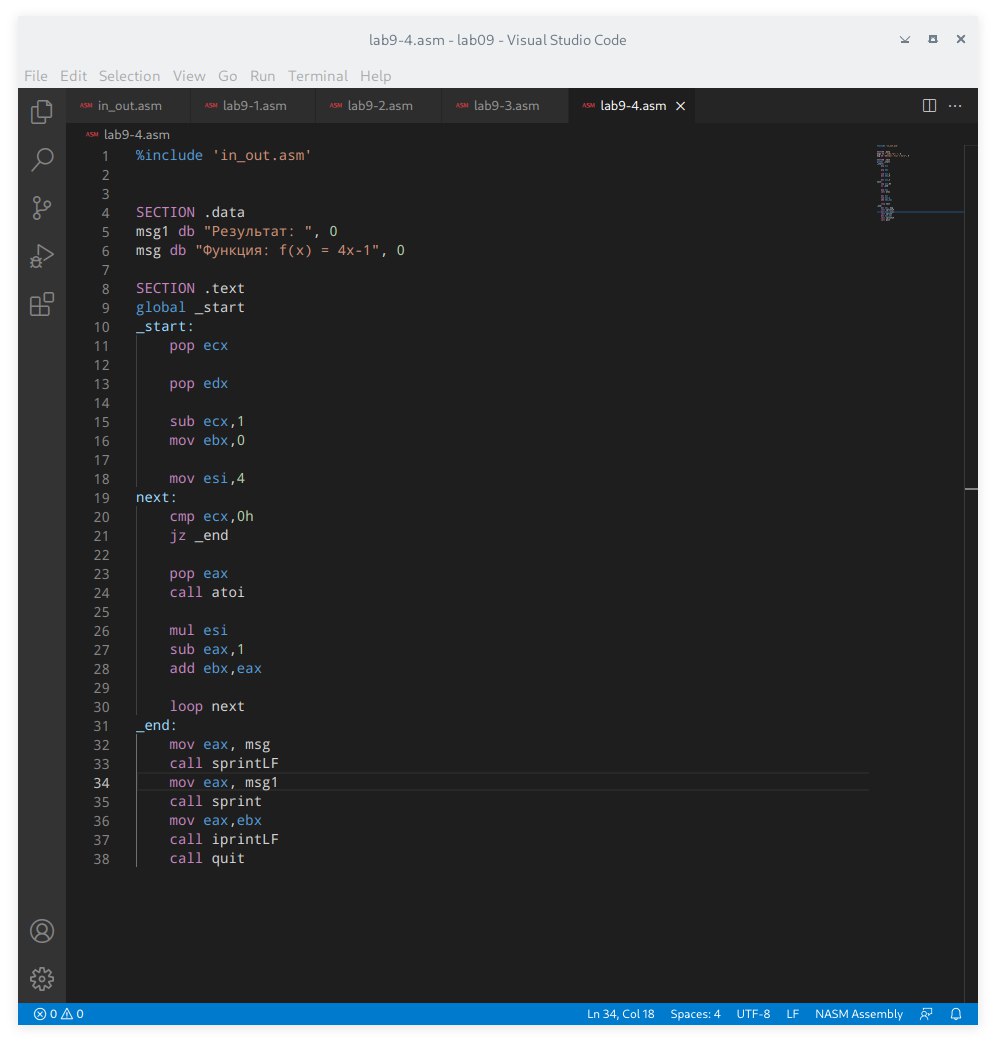 lab9-4.asm - lab09 - Visual Studio Code
File Edit Selection View Go Run Terminal Help
ASM in_out.asm ASM lab9-1.asm ASM lab9-2.asm ASM lab9-3.asm ASM lab9-4.asm
ASM lab9-4.asm
1 %include 'in_out.asm'
2
3
4 SECTION .data
5 msg1 db "Результат: ", 0
6 msg db "Функция: f(x) = 4x-1", 0
7
8 SECTION .text
9 global _start
10 _start:
11 pop ecx
12
13 pop edx
14
15 sub ecx,1
16 mov ebx,0
17
18 mov esi,4
19 next:
20 cmp ecx,0h
21 jz _end
22
23 pop eax
24 call atoi
25
26 mul esi
27 sub eax,1
28 add ebx,eax
29
30 loop next
31 _end:
32 mov eax, msg
33 call sprintLF
34 mov eax, msg1
35 call sprint
36 mov eax,ebx
37 call iprintLF
38 call quit
0 0 Ln 34, Col 18 Spaces: 4 UTF-8 LF NASM Assembly